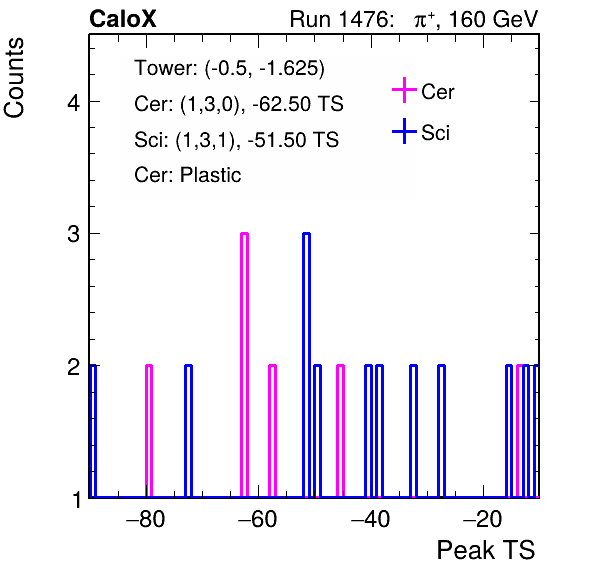 CaloX Run 1476: π⁺, 160 GeV
Counts
Tower: (-0.5, -1.625)
Cer: (1,3,0), -62.50 TS
Sci: (1,3,1), -51.50 TS
Cer: Plastic
Cer
Sci
4
3
2
1
−80 −60 −40 −20
Peak TS